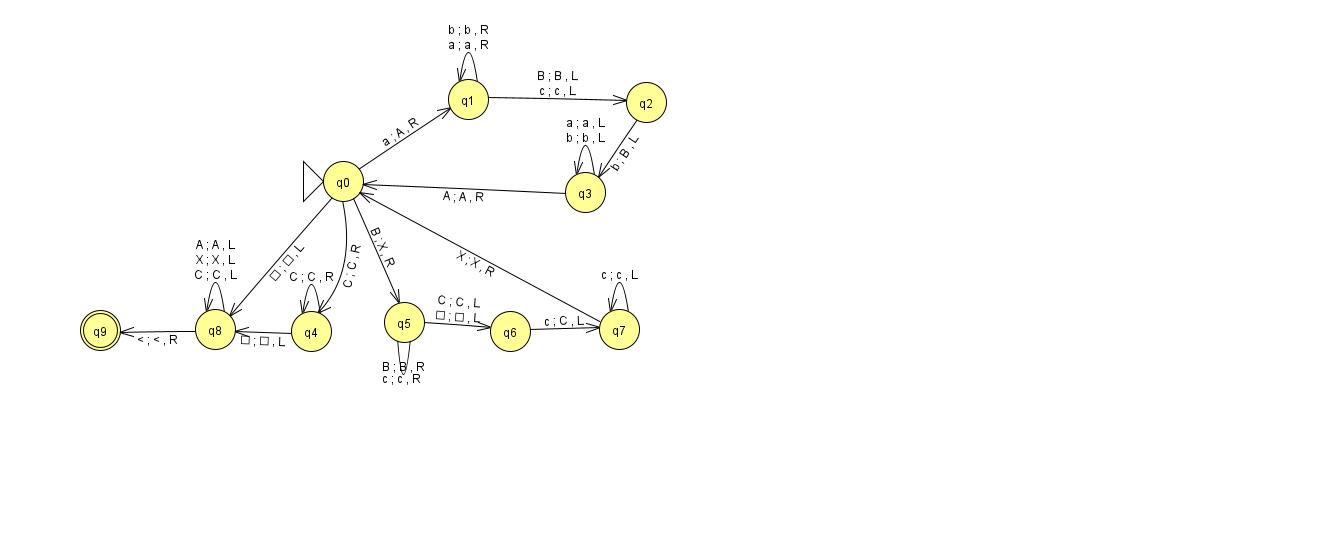 b ; b , R
a ; a , R
q1
B ; B , L
c ; c , L
q2
a ; A , R
a ; a , L
b ; b , L
b ; B , L
q0
q3
A ; A , R
A ; A , L
X ; X , L
C ; C , L
□ ; □ , L
C ; C , R
C ; C , R
B ; X , R
X ; X , R
c ; c , L
q9
< ; < , R
q8
□ ; □ , L
q4
q5
C ; C , L
□ ; □ , L
q6
c ; C , L
q7
B ; B , R
c ; c , R